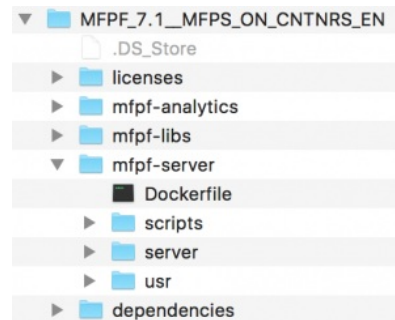 MFPF_7.1__MFPS_ON_CNTNRS_EN
.DS_Store
licenses
mfpf-analytics
mfpf-libs
mfpf-server
Dockerfile
scripts
server
usr
dependencies